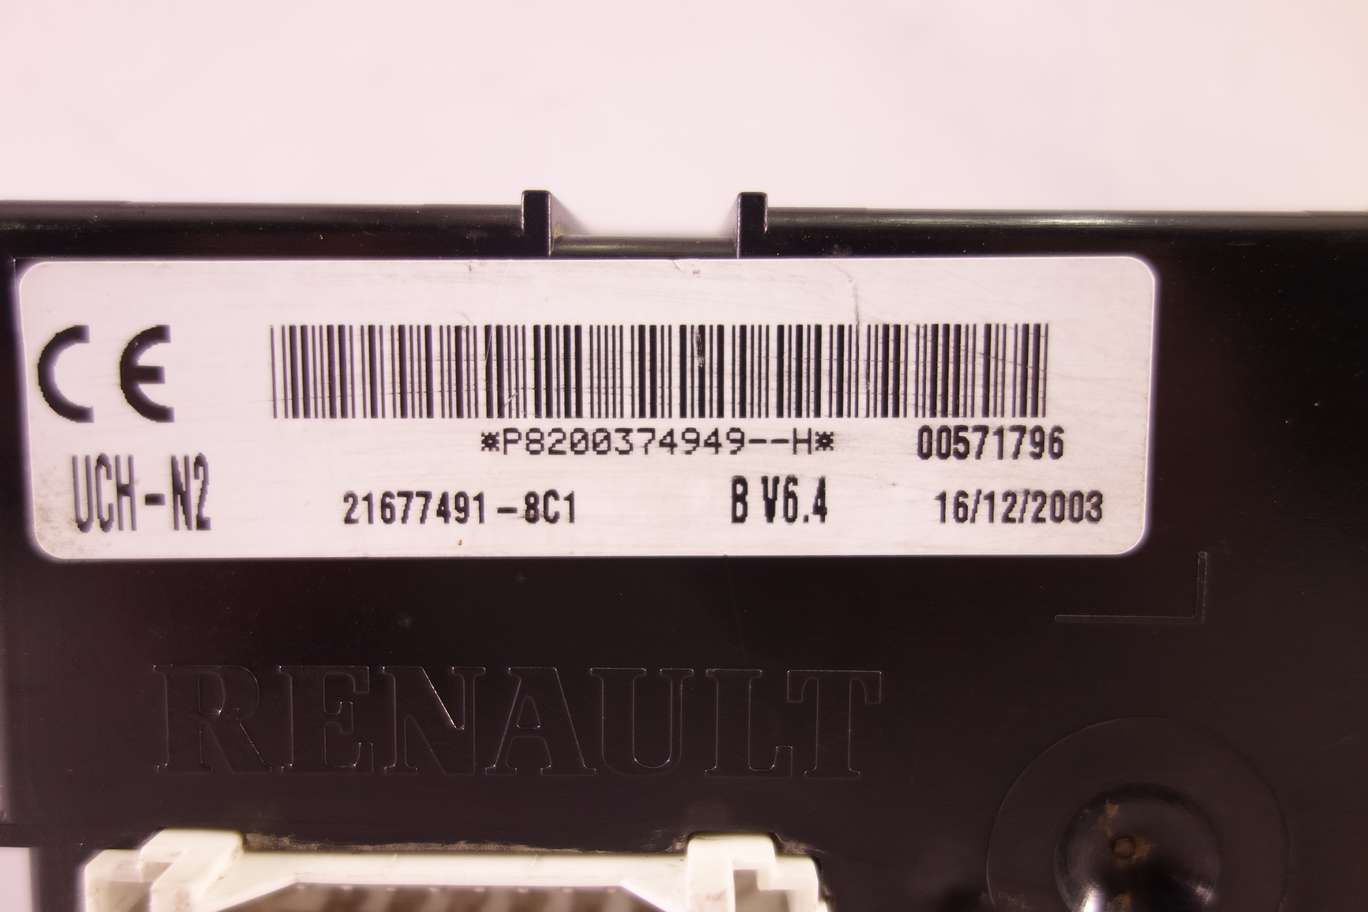 CE
*P8200374949--H* 00571796
UCH-N2 21677491-8C1 B V6.4 16/12/2003
RENAULT